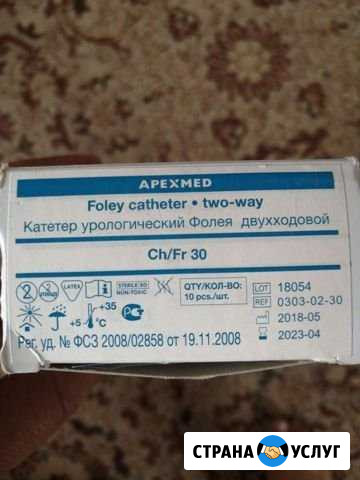 APEXMED
Foley catheter • two-way
Катетер урологический Фолея двухходовой
Ch/Fr 30
LATEX
STERILE EO
NON-TOXIC
QTY/КОЛ-ВО:
10 pcs./шт.
LOT 18054
REF 0303-02-30
2018-05
2023-04
+5 +35 °C
Рег. уд. № ФСЗ 2008/02858 от 19.11.2008
СТРАНА УСЛУГ